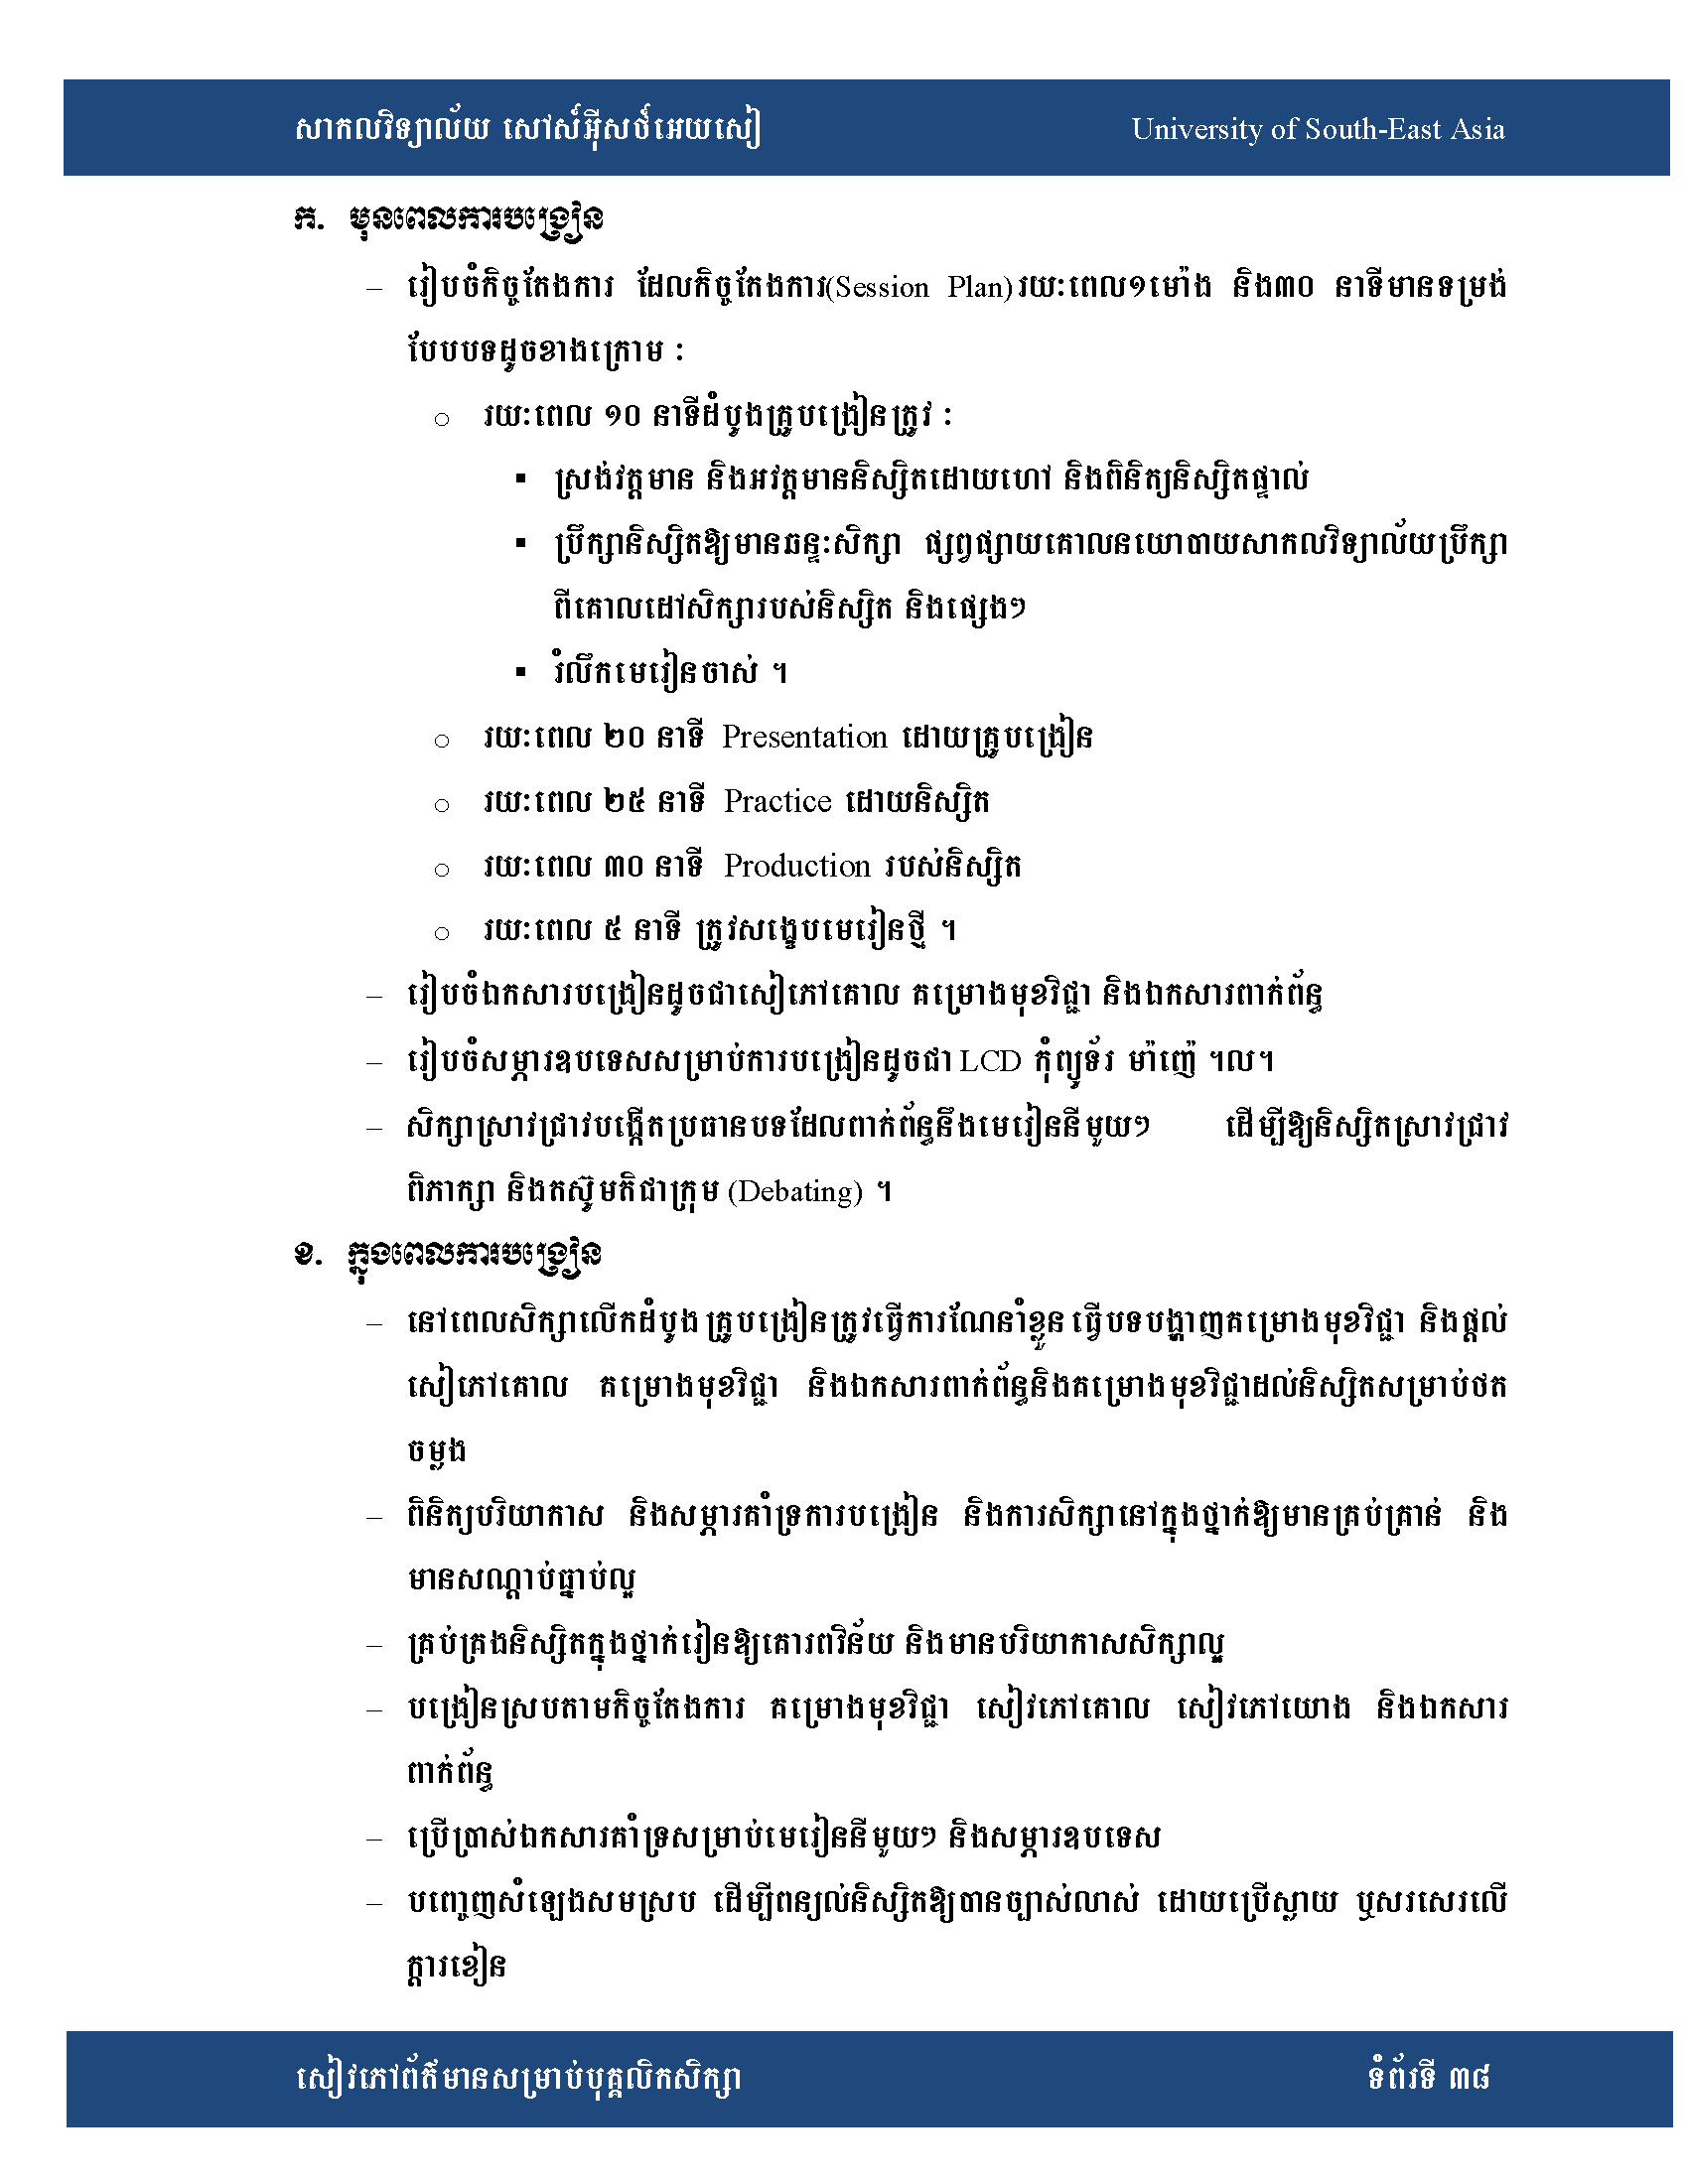 សាកលវិទ្យាល័យ សៅស៍អ៊ីសថ៍អេយសៀ University of South-East Asia
ក. មុនពេលការបង្រៀន
– រៀបចំកិច្ចតែងការ ដែលកិច្ចតែងការ(Session Plan)រយៈពេល១ម៉ោង និង៣០ នាទីមានទម្រង់
បែបបទដូចខាងក្រោម ៖
o រយៈពេល ១០ នាទីដំបូងគ្រូបង្រៀនត្រូវ ៖
▪ ស្រង់វត្តមាន និងអវត្តមាននិស្សិតដោយហៅ និងពិនិត្យនិស្សិតផ្ទាល់
▪ ប្រឹក្សានិស្សិតឱ្យមានឆន្ទៈសិក្សា ផ្សព្វផ្សាយគោលនយោបាយសាកលវិទ្យាល័យប្រឹក្សា
ពីគោលដៅសិក្សារបស់និស្សិត និងផ្សេងៗ
▪ រំលឹកមេរៀនចាស់ ។
o រយៈពេល ២០ នាទី Presentation ដោយគ្រូបង្រៀន
o រយៈពេល ២៥ នាទី Practice ដោយនិស្សិត
o រយៈពេល ៣០ នាទី Production របស់និស្សិត
o រយៈពេល ៥ នាទី ត្រូវសង្ខេបមេរៀនថ្មី ។
– រៀបចំឯកសារបង្រៀនដូចជាសៀភៅគោល គម្រោងមុខវិជ្ជា និងឯកសារពាក់ព័ន្ធ
– រៀបចំសម្ភារឧបទេសសម្រាប់ការបង្រៀនដូចជា LCD កុំព្យូទ័រ ម៉ាញ៉េ ។ល។
– សិក្សាស្រាវជ្រាវបង្កើតប្រធានបទដែលពាក់ព័ន្ធនឹងមេរៀននីមួយៗ ដើម្បីឱ្យនិស្សិតស្រាវជ្រាវ
ពិភាក្សា និងតស៊ូមតិជាក្រុម (Debating) ។
ខ. ក្នុងពេលការបង្រៀន
– នៅពេលសិក្សាលើកដំបូង គ្រូបង្រៀនត្រូវធ្វើការណែនាំខ្លួន ធ្វើបទបង្ហាញគម្រោងមុខវិជ្ជា និងផ្តល់
សៀភៅគោល គម្រោងមុខវិជ្ជា និងឯកសារពាក់ព័ន្ធនិងគម្រោងមុខវិជ្ជាដល់និស្សិតសម្រាប់ថត
ចម្លង
– ពិនិត្យបរិយាកាស និងសម្ភារគាំទ្រការបង្រៀន និងការសិក្សានៅក្នុងថ្នាក់ឱ្យមានគ្រប់គ្រាន់ និង
មានសណ្តាប់ធ្នាប់ល្អ
– គ្រប់គ្រងនិស្សិតក្នុងថ្នាក់រៀនឱ្យគោរពវិន័យ និងមានបរិយាកាសសិក្សាល្អ
– បង្រៀនស្របតាមកិច្ចតែងការ គម្រោងមុខវិជ្ជា សៀវភៅគោល សៀវភៅយោង និងឯកសារ
ពាក់ព័ន្ធ
– ប្រើប្រាស់ឯកសារគាំទ្រសម្រាប់មេរៀននីមួយៗ និងសម្ភារឧបទេស
– បញ្ចេញសំឡេងសមស្រប ដើម្បីពន្យល់និស្សិតឱ្យបានច្បាស់លាស់ ដោយប្រើស្លាយ ឬសរសេរលើ
ក្តារខៀន
សៀវភៅព័ត៌មានសម្រាប់បុគ្គលិកសិក្សា ទំព័រទី ៣៨